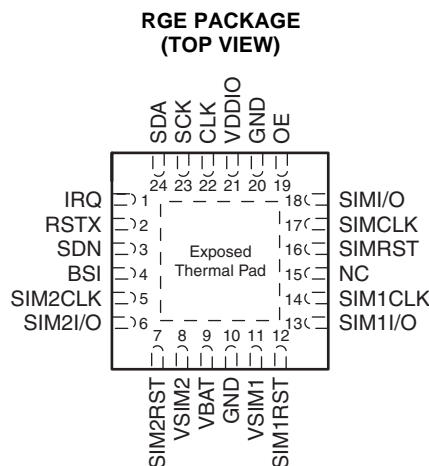 RGE PACKAGE
(TOP VIEW)
SDA
SCK
CLK
VDDIO
GND
OE
24
23
22
21
20
19
IRQ
1
RSTX
2
SDN
3
BSI
4
SIM2CLK
5
SIM2I/O
6
Exposed
Thermal Pad
18
SIMI/O
17
SIMCLK
16
SIMRST
15
NC
14
SIM1CLK
13
SIM1I/O
7
8
9
10
11
12
SIM2RST
VSIM2
VBAT
GND
VSIM1
SIM1RST